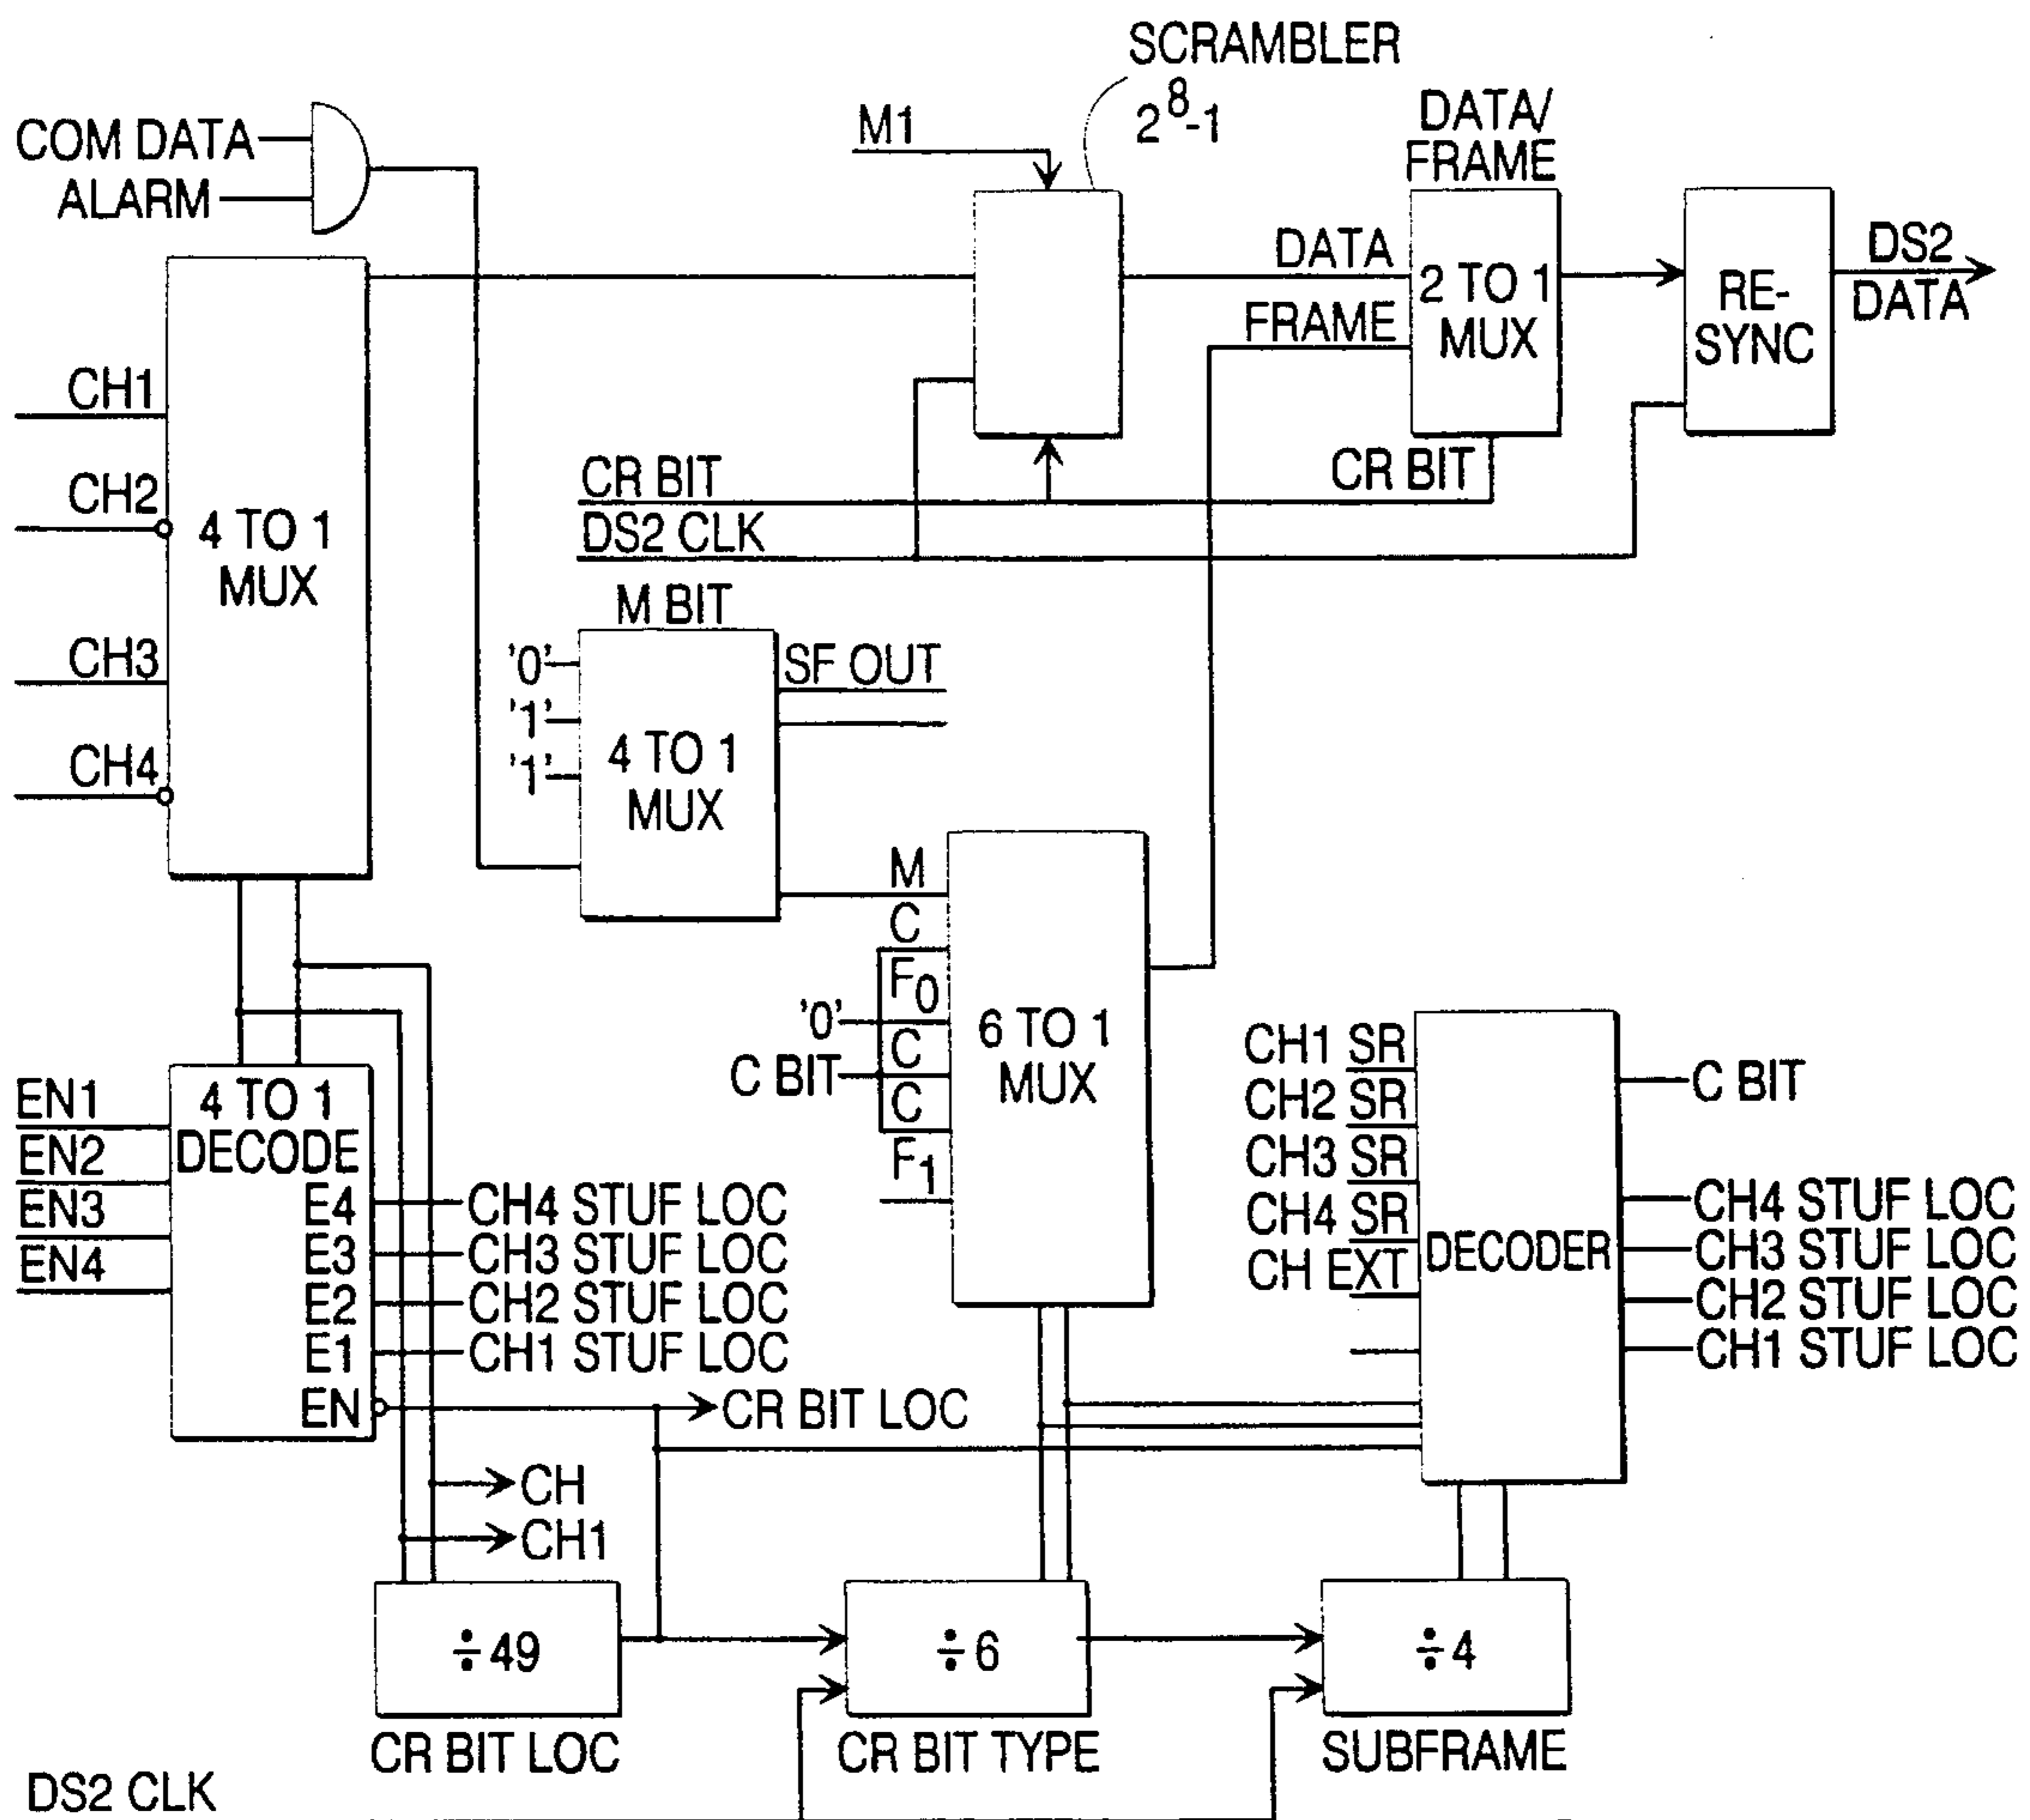 SCRAMBLER
2^8-1
COM DATA
ALARM
M1
DATA/
FRAME
DATA
FRAME
2 TO 1
MUX
RE-
SYNC
DS2
DATA
CH1
CH2
CH3
CH4
4 TO 1
MUX
CR BIT
CR BIT
DS2 CLK
M BIT
'0'
'1'
'1'
4 TO 1
MUX
SF OUT
M
C
F0
C
C
F1
'0'
C BIT
6 TO 1
MUX
EN1
EN2
EN3
EN4
4 TO 1
DECODE
E4
E3
E2
E1
EN
CH4 STUF LOC
CH3 STUF LOC
CH2 STUF LOC
CH1 STUF LOC
CR BIT LOC
CH
CH1
CH1 SR
CH2 SR
CH3 SR
CH4 SR
CH EXT
DECODER
C BIT
CH4 STUF LOC
CH3 STUF LOC
CH2 STUF LOC
CH1 STUF LOC
÷49
÷6
÷4
CR BIT LOC
CR BIT TYPE
SUBFRAME
DS2 CLK